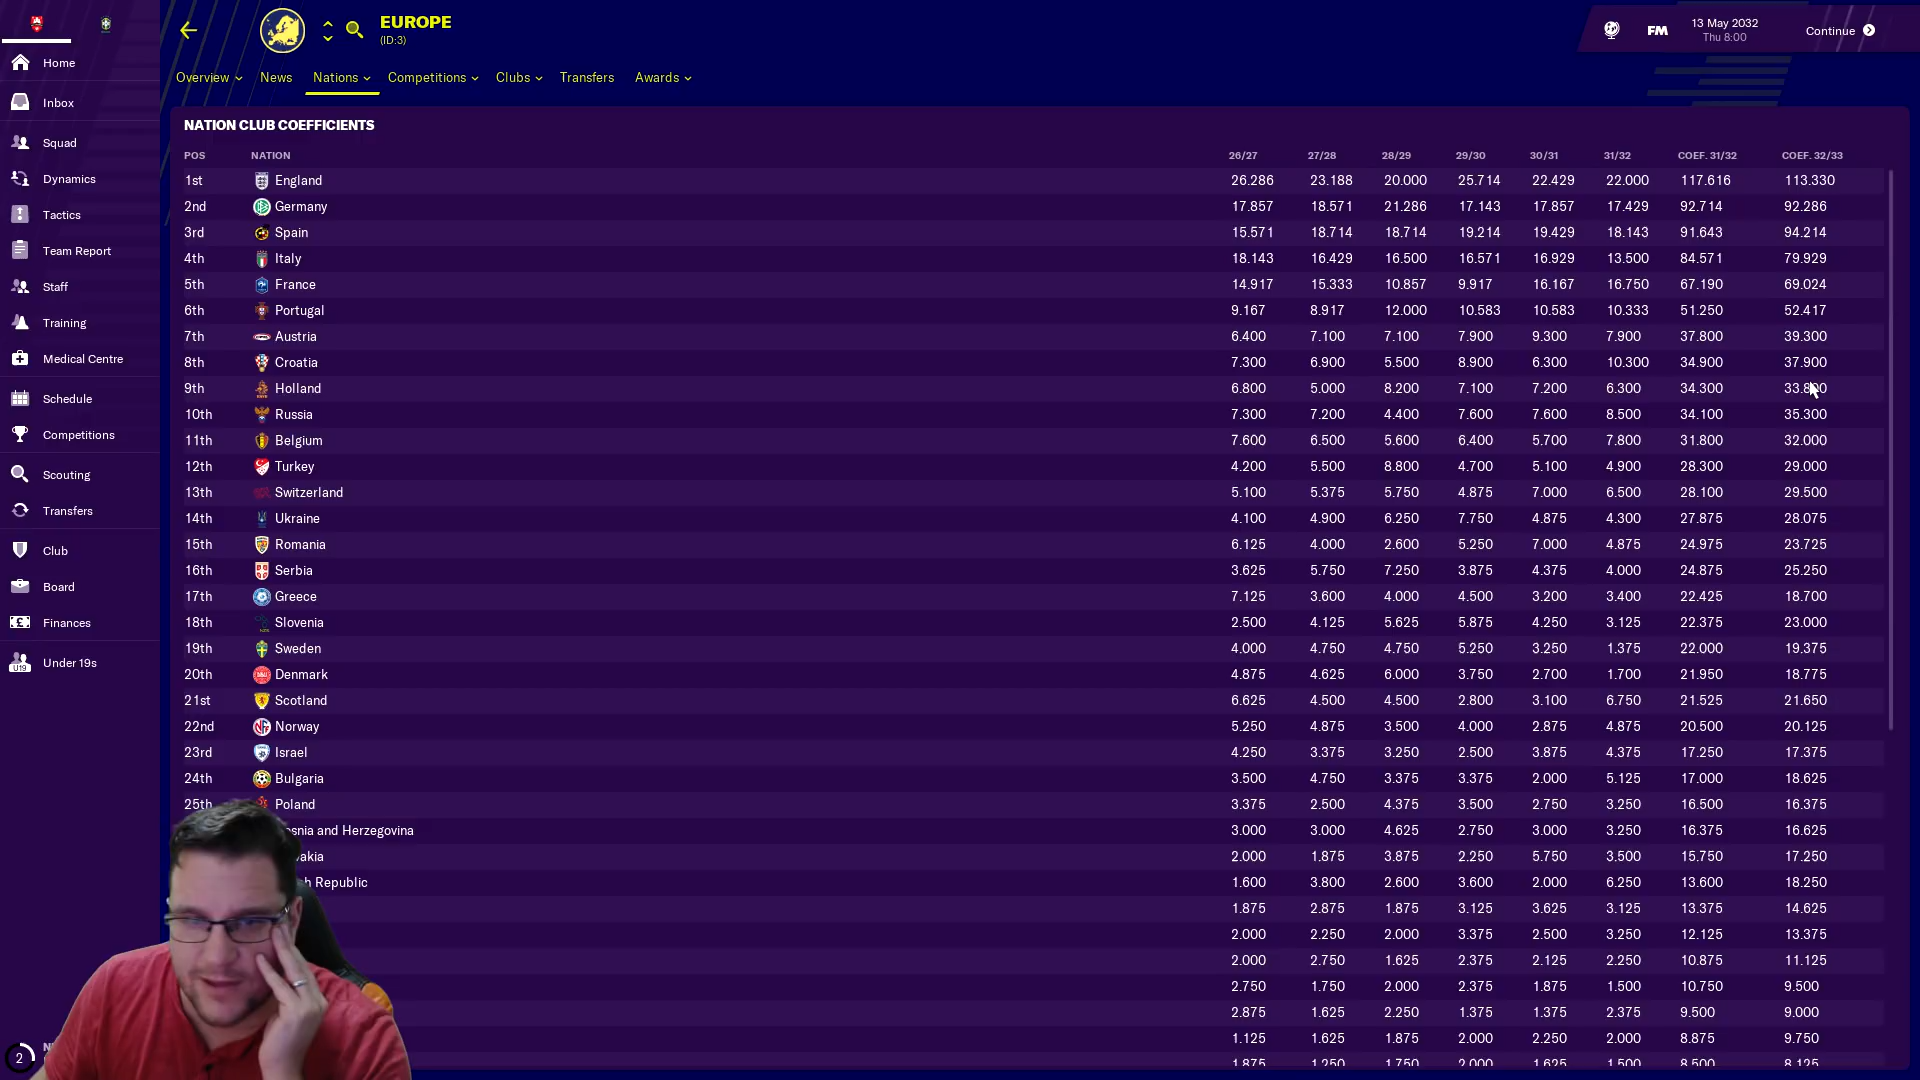 EUROPE
(ID:3)
FM
13 May 2032
Thu 8:00
Continue
Overview
News
Nations
Competitions
Clubs
Transfers
Awards
Home
Inbox
Squad
Dynamics
Tactics
Team Report
Staff
Training
Medical Centre
Schedule
Competitions
Scouting
Transfers
Club
Board
Finances
U19
Under 19s
2
NATION CLUB COEFFICIENTS
POS NATION 26/27 27/28 28/29 29/30 30/31 31/32 COEF. 31/32 COEF. 32/33
1st England 26.286 23.188 20.000 25.714 22.429 22.000 117.616 113.330
2nd Germany 17.857 18.571 21.286 17.143 17.857 17.429 92.714 92.286
3rd Spain 15.571 18.714 18.714 19.214 19.429 18.143 91.643 94.214
4th Italy 18.143 16.429 16.500 16.571 16.929 13.500 84.571 79.929
5th France 14.917 15.333 10.857 9.917 16.167 16.750 67.190 69.024
6th Portugal 9.167 8.917 12.000 10.583 10.583 10.333 51.250 52.417
7th Austria 6.400 7.100 7.100 7.900 9.300 7.900 37.800 39.300
8th Croatia 7.300 6.900 5.500 8.900 6.300 10.300 34.900 37.900
9th Holland 6.800 5.000 8.200 7.100 7.200 6.300 34.300
10th Russia 7.300 7.200 4.400 7.600 7.600 8.500 34.100 35.300
11th Belgium 7.600 6.500 5.600 6.400 5.700 7.800 31.800 32.000
12th Turkey 4.200 5.500 8.800 4.700 5.100 4.900 28.300 29.000
13th Switzerland 5.100 5.375 5.750 4.875 7.000 6.500 28.100 29.500
14th Ukraine 4.100 4.900 6.250 7.750 4.875 4.300 27.875 28.075
15th Romania 6.125 4.000 2.600 5.250 7.000 4.875 24.975 23.725
16th Serbia 3.625 5.750 7.250 3.875 4.375 4.000 24.875 25.250
17th Greece 7.125 3.600 4.000 4.500 3.200 3.400 22.425 18.700
18th Slovenia 2.500 4.125 5.625 5.875 4.250 3.125 22.375 23.000
19th Sweden 4.000 4.750 4.750 5.250 3.250 1.375 22.000 19.375
20th Denmark 4.875 4.625 6.000 3.750 2.700 1.700 21.950 18.775
21st Scotland 6.625 4.500 4.500 2.800 3.100 6.750 21.525 21.650
22nd Norway 5.250 4.875 3.500 4.000 2.875 4.875 20.500 20.125
23rd Israel 4.250 3.375 3.250 2.500 3.875 4.375 17.250 17.375
24th Bulgaria 3.500 4.750 3.375 3.375 2.000 5.125 17.000 18.625
25th Poland 3.375 2.500 4.375 3.500 2.750 3.250 16.500 16.375
and Herzegovina 3.000 3.000 4.625 2.750 3.000 3.250 16.375 16.625
2.000 1.875 3.875 2.250 5.750 3.500 15.750 17.250
Republic 1.600 3.800 2.600 3.600 2.000 6.250 13.600 18.250
1.875 2.875 1.875 3.125 3.625 3.125 13.375 14.625
2.000 2.250 2.000 3.375 2.500 3.250 12.125 13.375
2.000 2.750 1.625 2.375 2.125 2.250 10.875 11.125
2.750 1.750 2.000 2.375 1.875 1.500 10.750 9.500
2.875 1.625 2.250 1.375 1.375 2.375 9.500 9.000
1.125 1.625 1.875 2.000 2.250 2.000 8.875 9.750
1.875 1.250 1.750 2.000 1.625 1.500 8.500 8.125